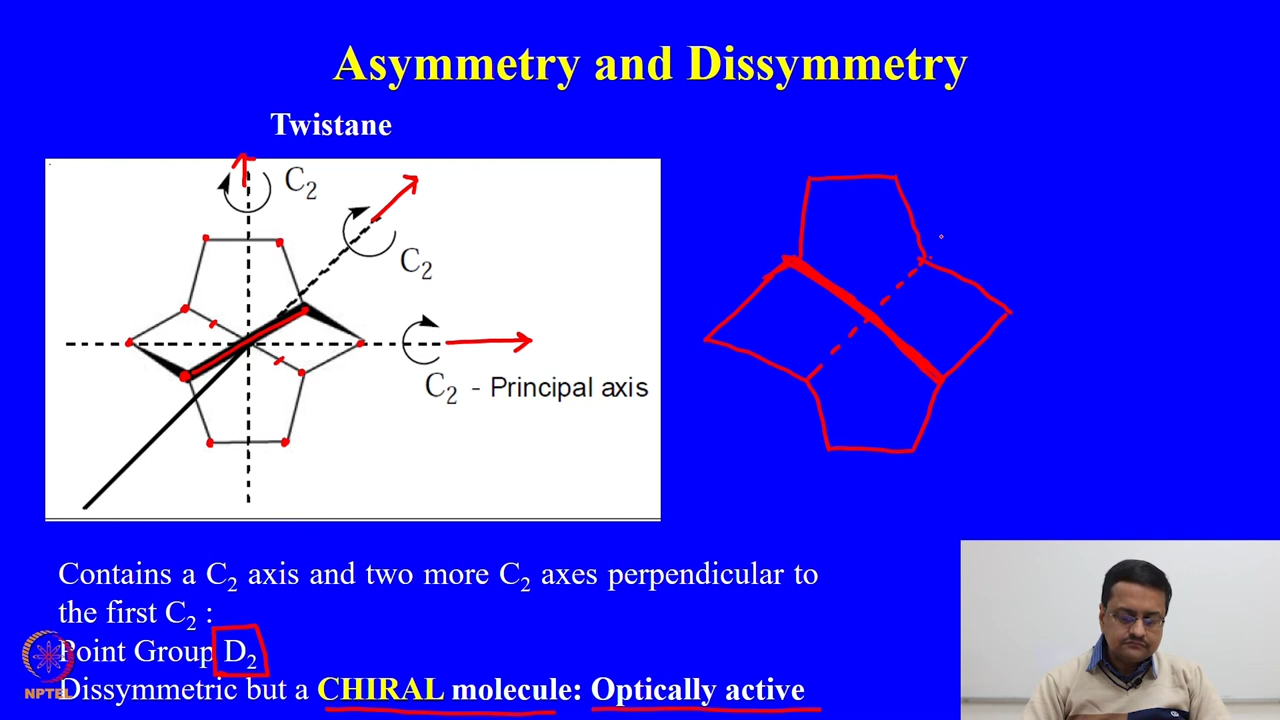 Asymmetry and Dissymmetry
Twistane
C2
C2
C2 - Principal axis
Contains a C2 axis and two more C2 axes perpendicular to
the first C2 :
Point Group D2
Dissymmetric but a CHIRAL molecule: Optically active
NPTEL